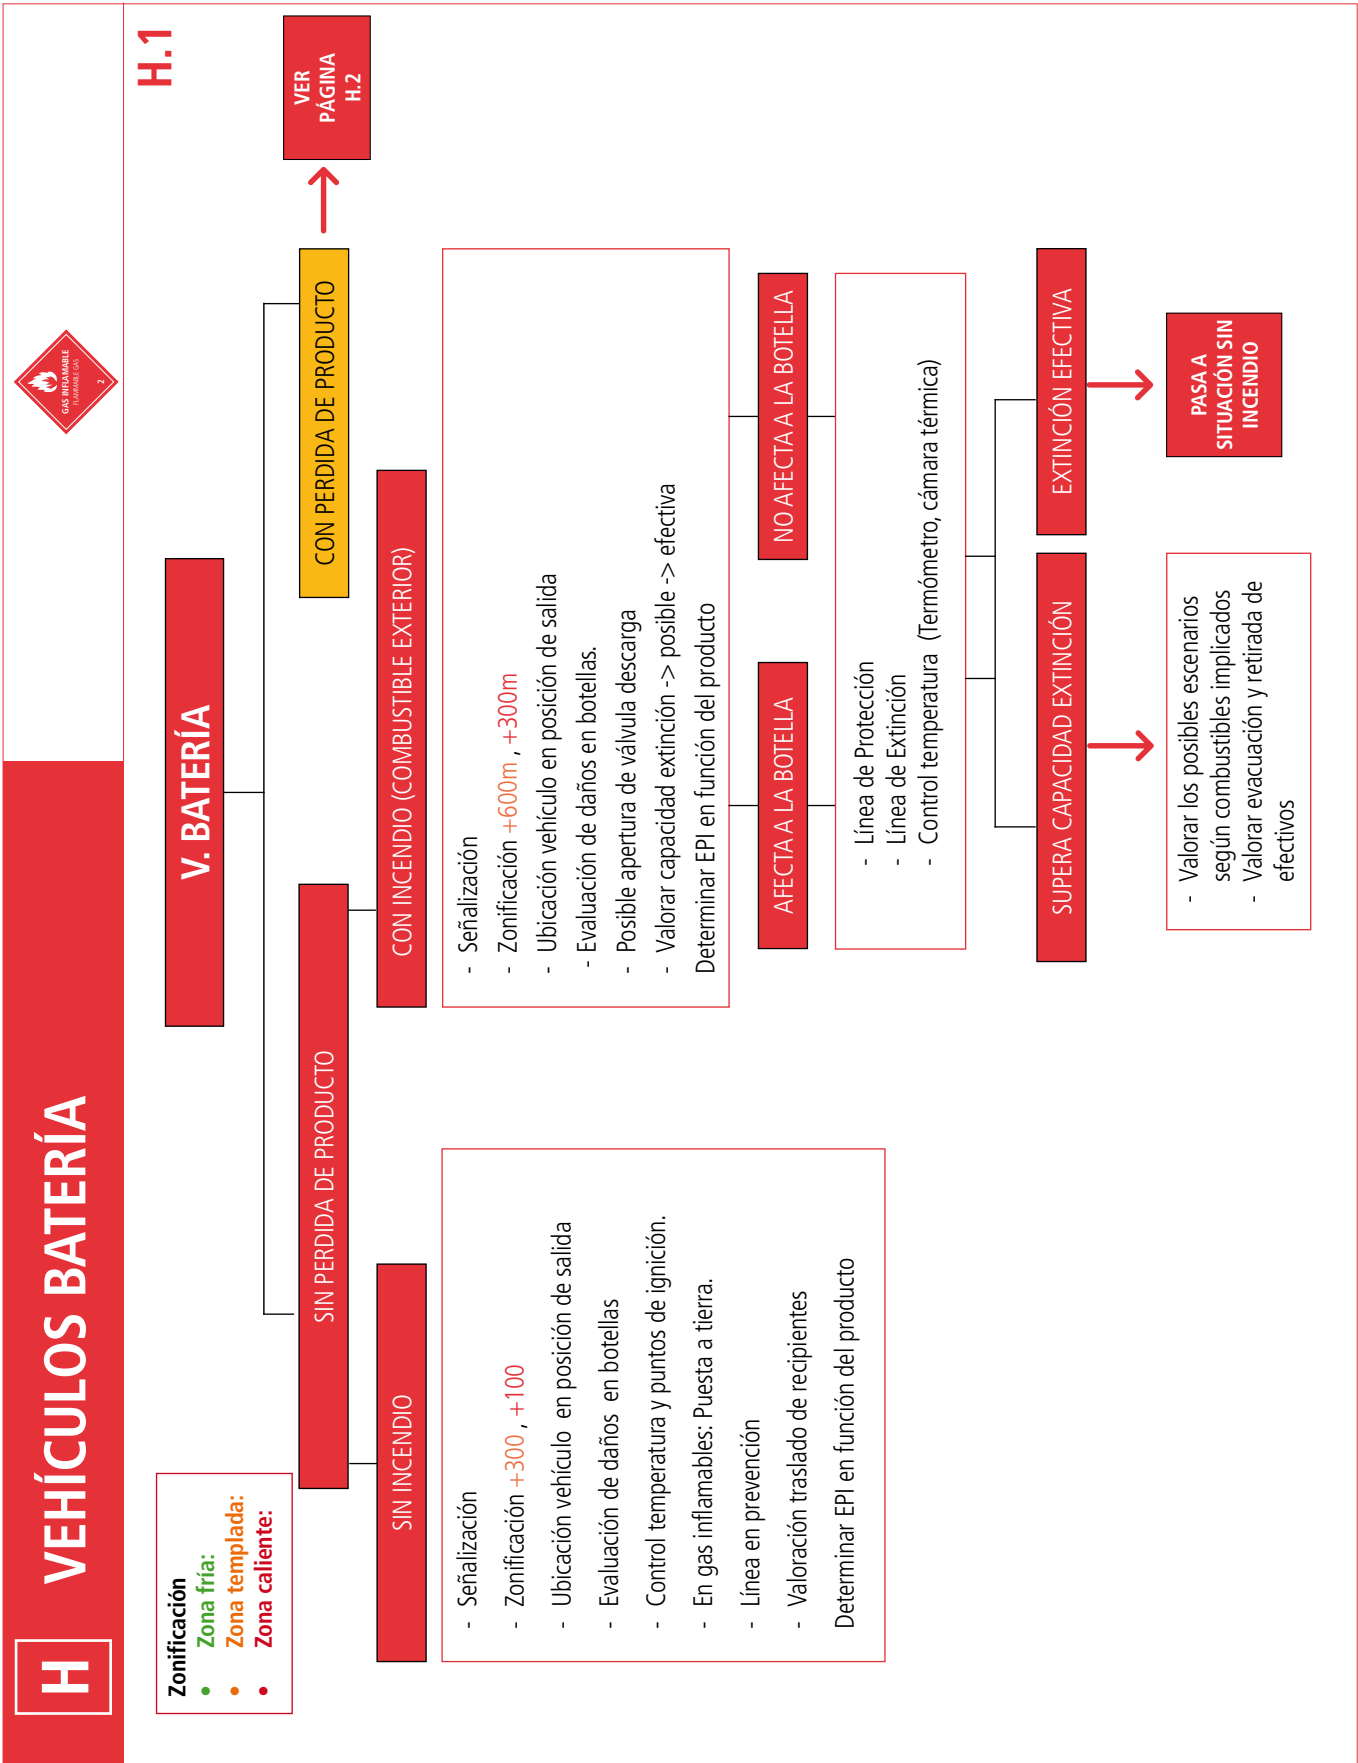 H VEHÍCULOS BATERÍA
GAS INFLAMABLE
FLAMMABLE GAS
2
H.1
Zonificación
• Zona fría:
• Zona templada:
• Zona caliente:
V. BATERÍA
SIN PERDIDA DE PRODUCTO
CON PERDIDA DE PRODUCTO
VER
PÁGINA
H.2
SIN INCENDIO
CON INCENDIO (COMBUSTIBLE EXTERIOR)
- Señalización
- Zonificación +300 , +100
- Ubicación vehículo en posición de salida
- Evaluación de daños en botellas
- Control temperatura y puntos de ignición.
- En gas inflamables: Puesta a tierra.
- Línea en prevención
- Valoración traslado de recipientes
Determinar EPI en función del producto
- Señalización
- Zonificación +600m , +300m
- Ubicación vehículo en posición de salida
- Evaluación de daños en botellas.
- Posible apertura de válvula descarga
- Valorar capacidad extinción -> posible -> efectiva
Determinar EPI en función del producto
AFECTA A LA BOTELLA
NO AFECTA A LA BOTELLA
- Línea de Protección
- Línea de Extinción
- Control temperatura (Termómetro, cámara térmica)
SUPERA CAPACIDAD EXTINCIÓN
EXTINCIÓN EFECTIVA
- Valorar los posibles escenarios
según combustibles implicados
- Valorar evacuación y retirada de
efectivos
PASA A
SITUACIÓN SIN
INCENDIO